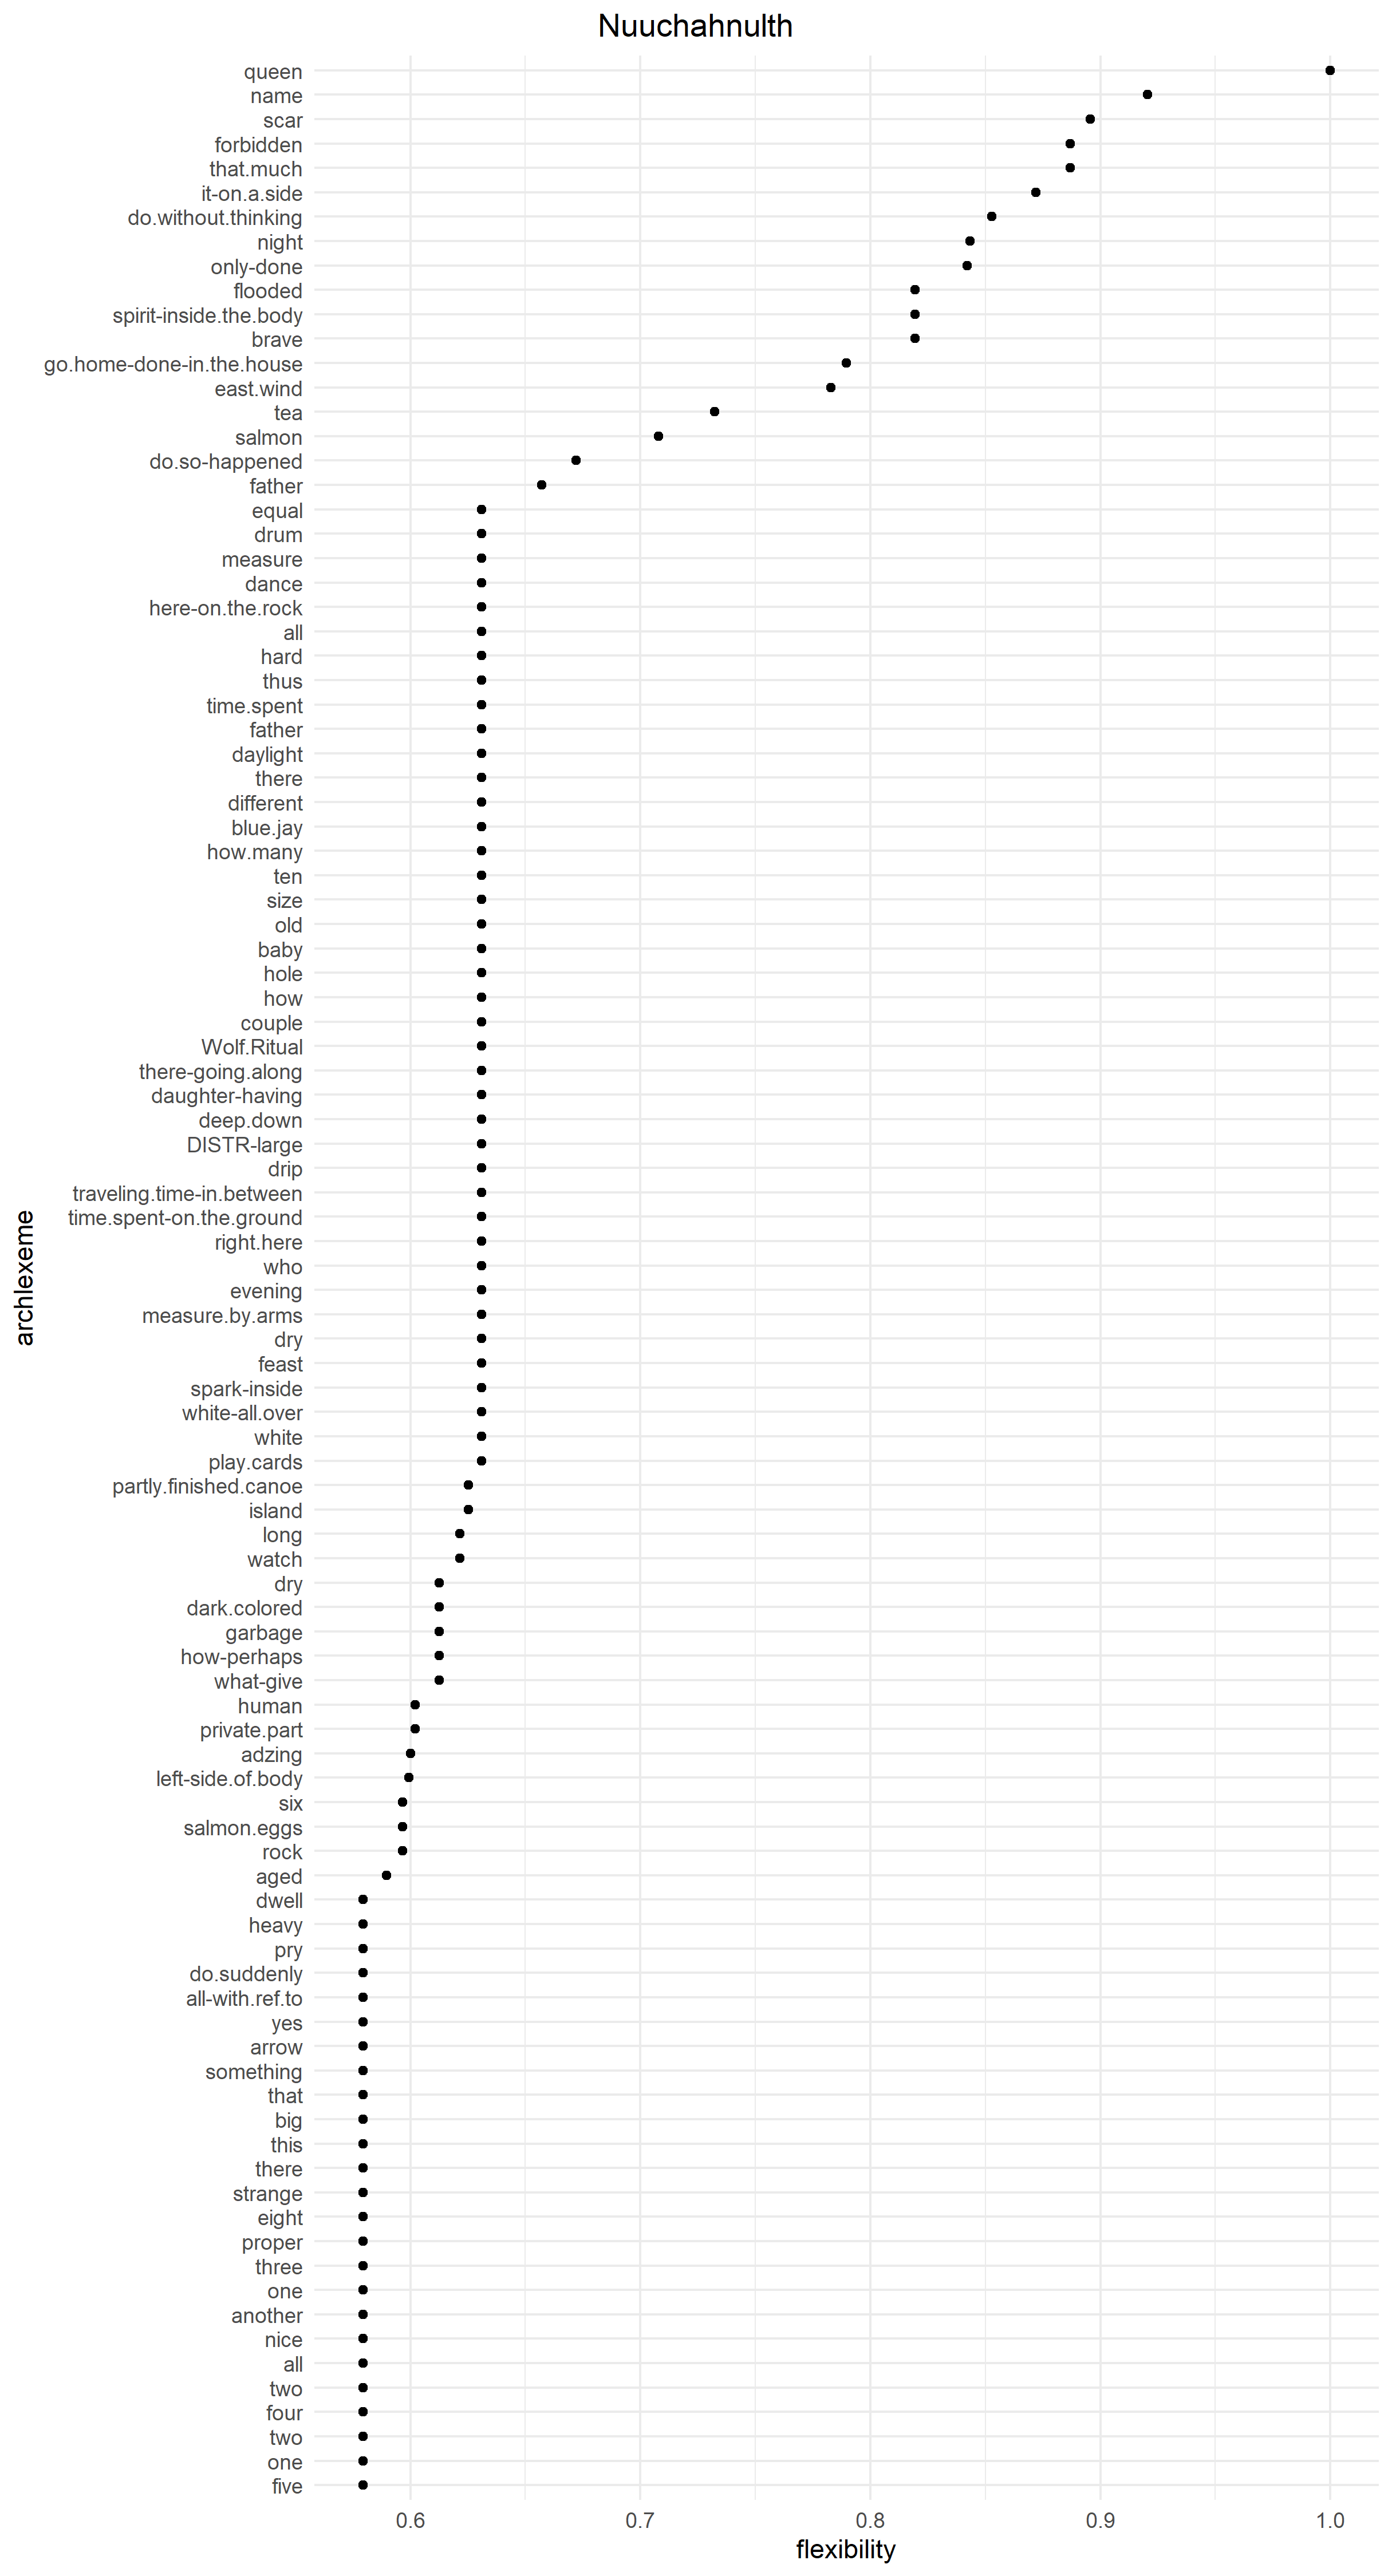 Nuuchahnulth
queen
name
scar
forbidden
that.much
it-on.a.side
do.without.thinking
night
only-done
flooded
spirit-inside.the.body
brave
go.home-done-in.the.house
east.wind
tea
salmon
do.so-happened
father
equal
drum
measure
dance
here-on.the.rock
all
hard
thus
time.spent
father
daylight
there
different
blue.jay
how.many
ten
size
old
baby
hole
how
couple
Wolf.Ritual
there-going.along
daughter-having
deep.down
DISTR-large
drip
traveling.time-in.between
time.spent-on.the.ground
right.here
who
evening
measure.by.arms
dry
feast
spark-inside
white-all.over
white
play.cards
partly.finished.canoe
island
long
watch
dry
dark.colored
garbage
how-perhaps
what-give
human
private.part
adzing
left-side.of.body
six
salmon.eggs
rock
aged
dwell
heavy
pry
do.suddenly
all-with.ref.to
yes
arrow
something
that
big
this
there
strange
eight
proper
three
one
another
nice
all
two
four
two
one
five
archlexeme
0.6 0.7 0.8 0.9 1.0
flexibility